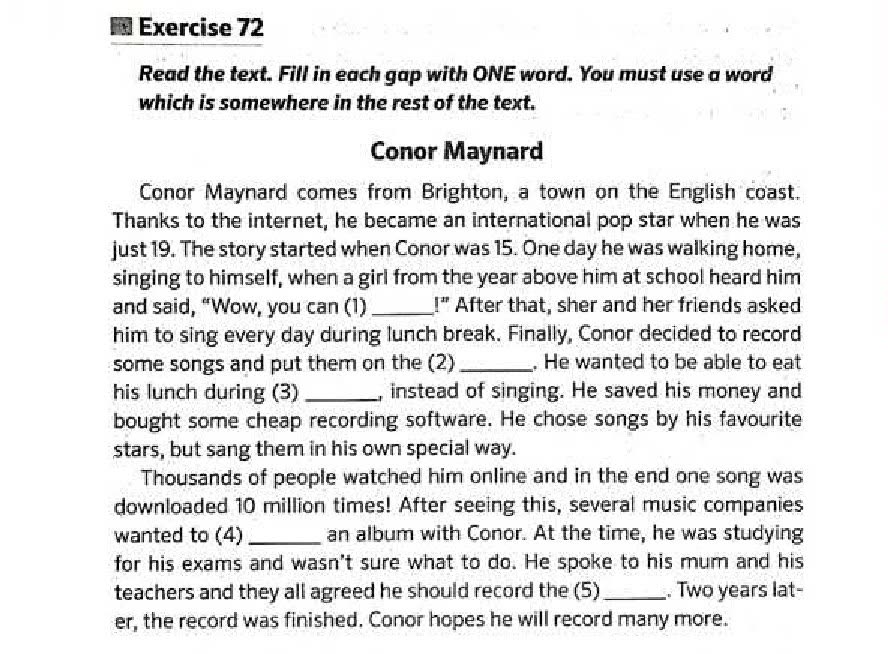 Exercise 72
Read the text. Fill in each gap with ONE word. You must use a word
which is somewhere in the rest of the text.
Conor Maynard
Conor Maynard comes from Brighton, a town on the English coast.
Thanks to the internet, he became an international pop star when he was
just 19. The story started when Conor was 15. One day he was walking home,
singing to himself, when a girl from the year above him at school heard him
and said, “Wow, you can (1) ______!” After that, sher and her friends asked
him to sing every day during lunch break. Finally, Conor decided to record
some songs and put them on the (2) _______. He wanted to be able to eat
his lunch during (3) _______, instead of singing. He saved his money and
bought some cheap recording software. He chose songs by his favourite
stars, but sang them in his own special way.
Thousands of people watched him online and in the end one song was
downloaded 10 million times! After seeing this, several music companies
wanted to (4) _______ an album with Conor. At the time, he was studying
for his exams and wasn’t sure what to do. He spoke to his mum and his
teachers and they all agreed he should record the (5) ______. Two years lat-
er, the record was finished. Conor hopes he will record many more.